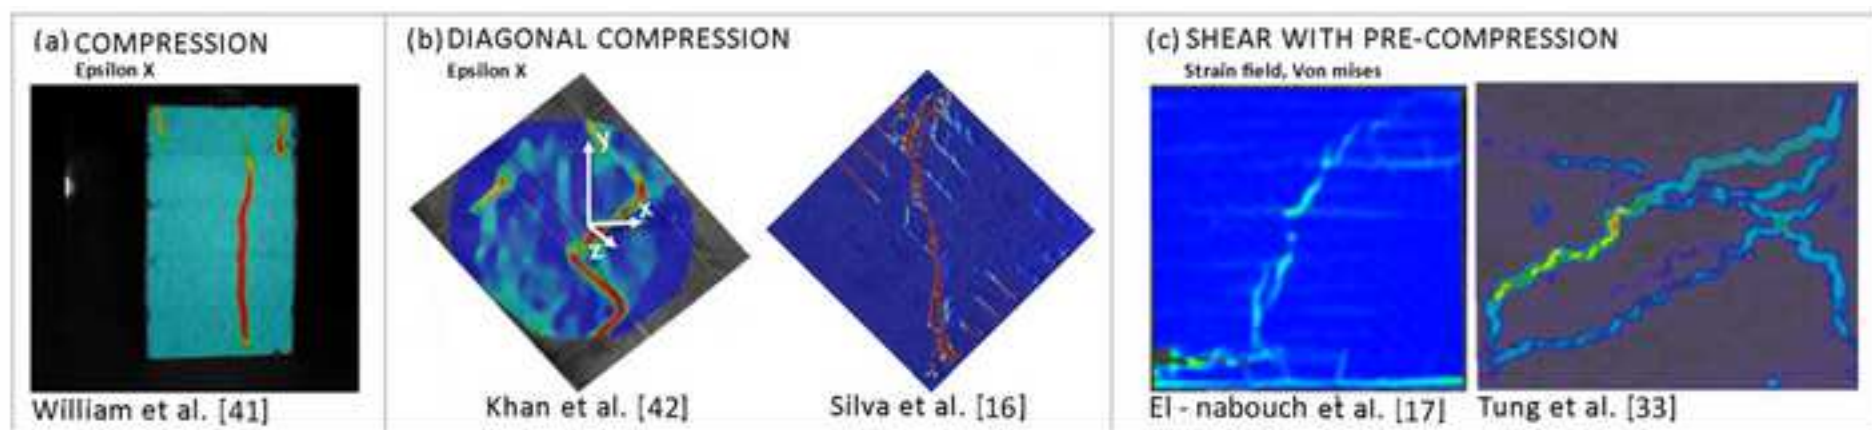 (a) COMPRESSION
Epsilon X
William et al. [41]
(b) DIAGONAL COMPRESSION
Epsilon X
y
x
z
Khan et al. [42]
Silva et al. [16]
(c) SHEAR WITH PRE-COMPRESSION
Strain field, Von mises
El - nabouch et al. [17]
Tung et al. [33]